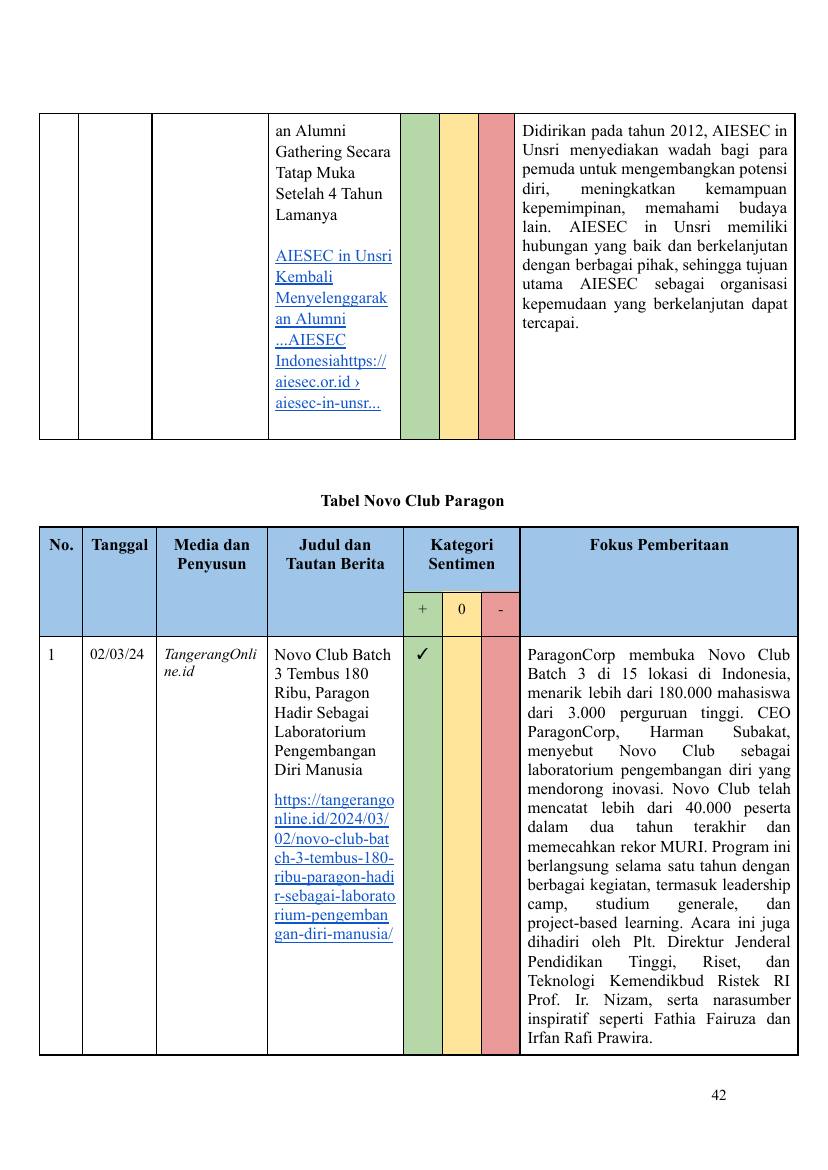 an Alumni
Gathering Secara
Tatap Muka
Setelah 4 Tahun
Lamanya
AIESEC in Unsri
Kembali
Menyelenggarak
an Alumni
...AIESEC
Indonesiahttps://
aiesec.or.id ›
aiesec-in-unsr...
Didirikan pada tahun 2012, AIESEC in
Unsri menyediakan wadah bagi para
pemuda untuk mengembangkan potensi
diri, meningkatkan kemampuan
kepemimpinan, memahami budaya
lain. AIESEC in Unsri memiliki
hubungan yang baik dan berkelanjutan
dengan berbagai pihak, sehingga tujuan
utama AIESEC sebagai organisasi
kepemudaan yang berkelanjutan dapat
tercapai.
Tabel Novo Club Paragon
No.
Tanggal
Media dan
Penyusun
Judul dan
Tautan Berita
Kategori
Sentimen
+
0
-
Fokus Pemberitaan
1
02/03/24
TangerangOnli
ne.id
Novo Club Batch
3 Tembus 180
Ribu, Paragon
Hadir Sebagai
Laboratorium
Pengembangan
Diri Manusia
https://tangerango
nline.id/2024/03/
02/novo-club-bat
ch-3-tembus-180-
ribu-paragon-hadi
r-sebagai-laborato
rium-pengemban
gan-diri-manusia/
✓
ParagonCorp membuka Novo Club
Batch 3 di 15 lokasi di Indonesia,
menarik lebih dari 180.000 mahasiswa
dari 3.000 perguruan tinggi. CEO
ParagonCorp, Harman Subakat,
menyebut Novo Club sebagai
laboratorium pengembangan diri yang
mendorong inovasi. Novo Club telah
mencatat lebih dari 40.000 peserta
dalam dua tahun terakhir dan
memecahkan rekor MURI. Program ini
berlangsung selama satu tahun dengan
berbagai kegiatan, termasuk leadership
camp, studium generale, dan
project-based learning. Acara ini juga
dihadiri oleh Plt. Direktur Jenderal
Pendidikan Tinggi, Riset, dan
Teknologi Kemendikbud Ristek RI
Prof. Ir. Nizam, serta narasumber
inspiratif seperti Fathia Fairuza dan
Irfan Rafi Prawira.
42